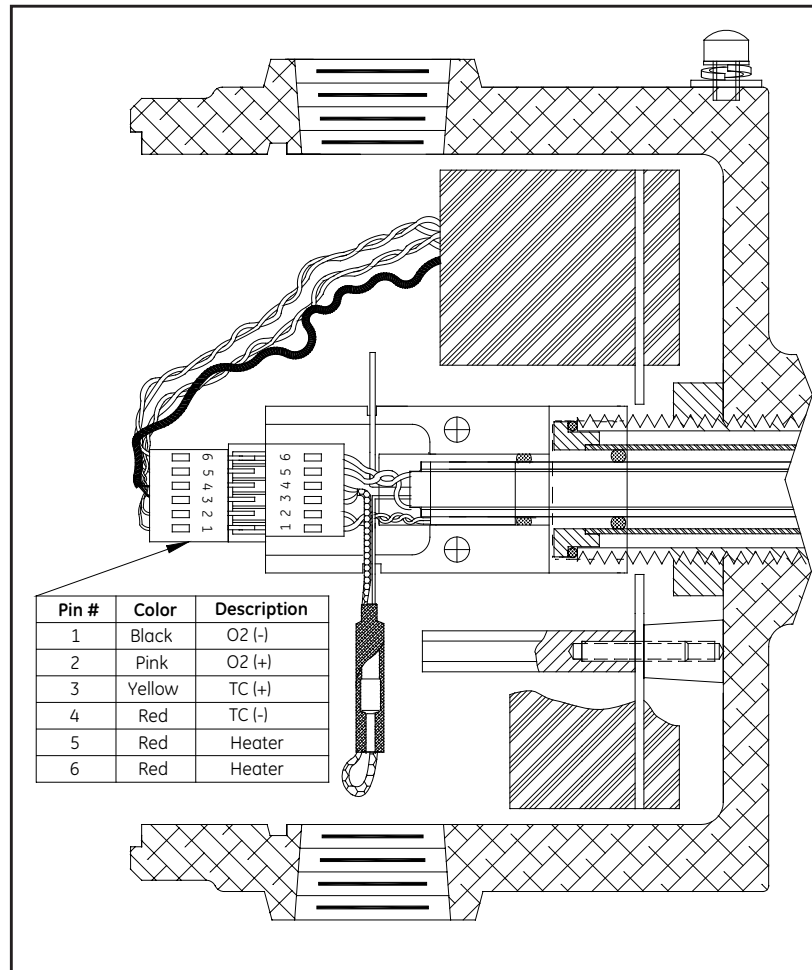 6 5 4 3 2 1
1 2 3 4 5 6
Pin # Color Description
1 Black O2 (-)
2 Pink O2 (+)
3 Yellow TC (+)
4 Red TC (-)
5 Red Heater
6 Red Heater